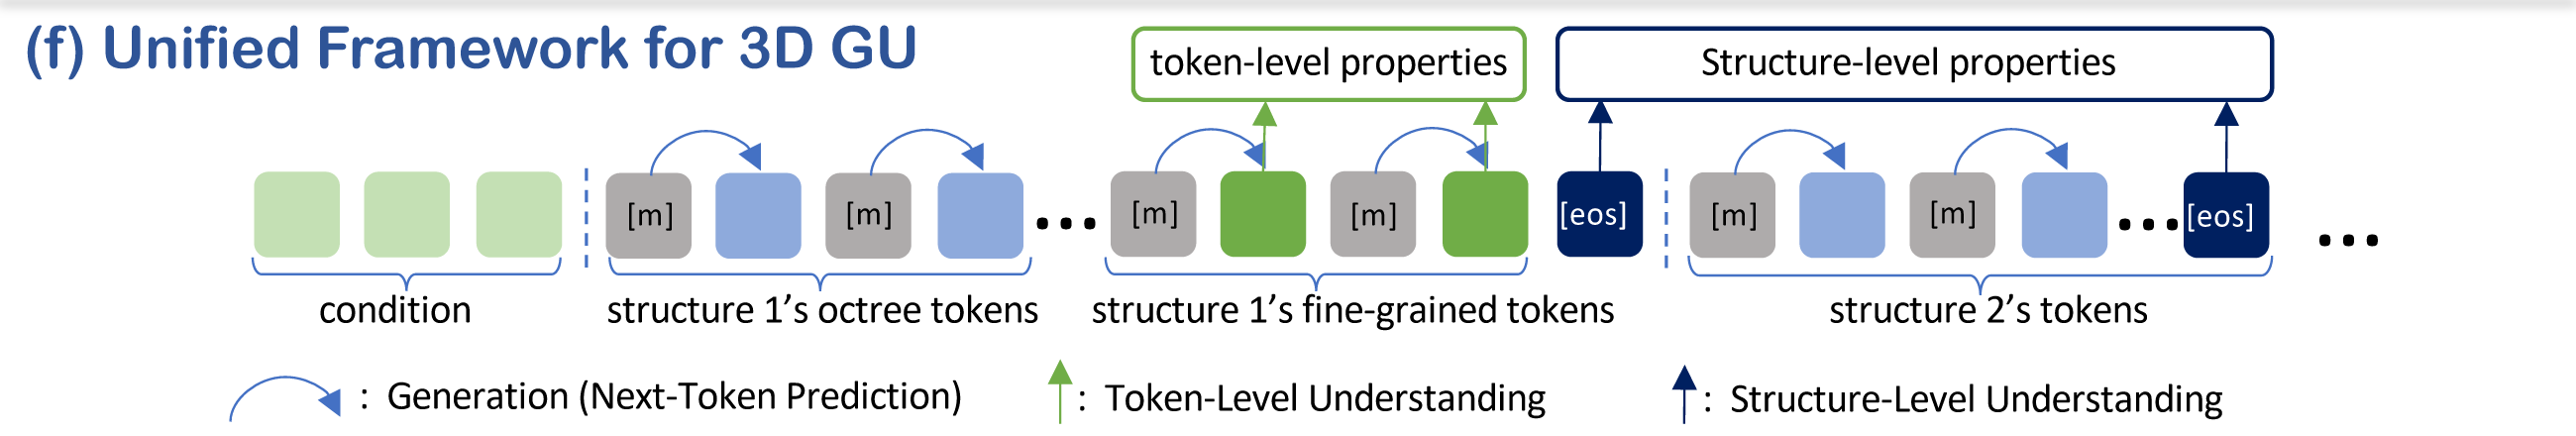 (f) Unified Framework for 3D GU
token-level properties
Structure-level properties
[m] [m] ... [m] [m] [eos] [m] [m] ... [eos] ...
condition
structure 1's octree tokens
structure 1's fine-grained tokens
structure 2's tokens
: Generation (Next-Token Prediction)
: Token-Level Understanding
: Structure-Level Understanding